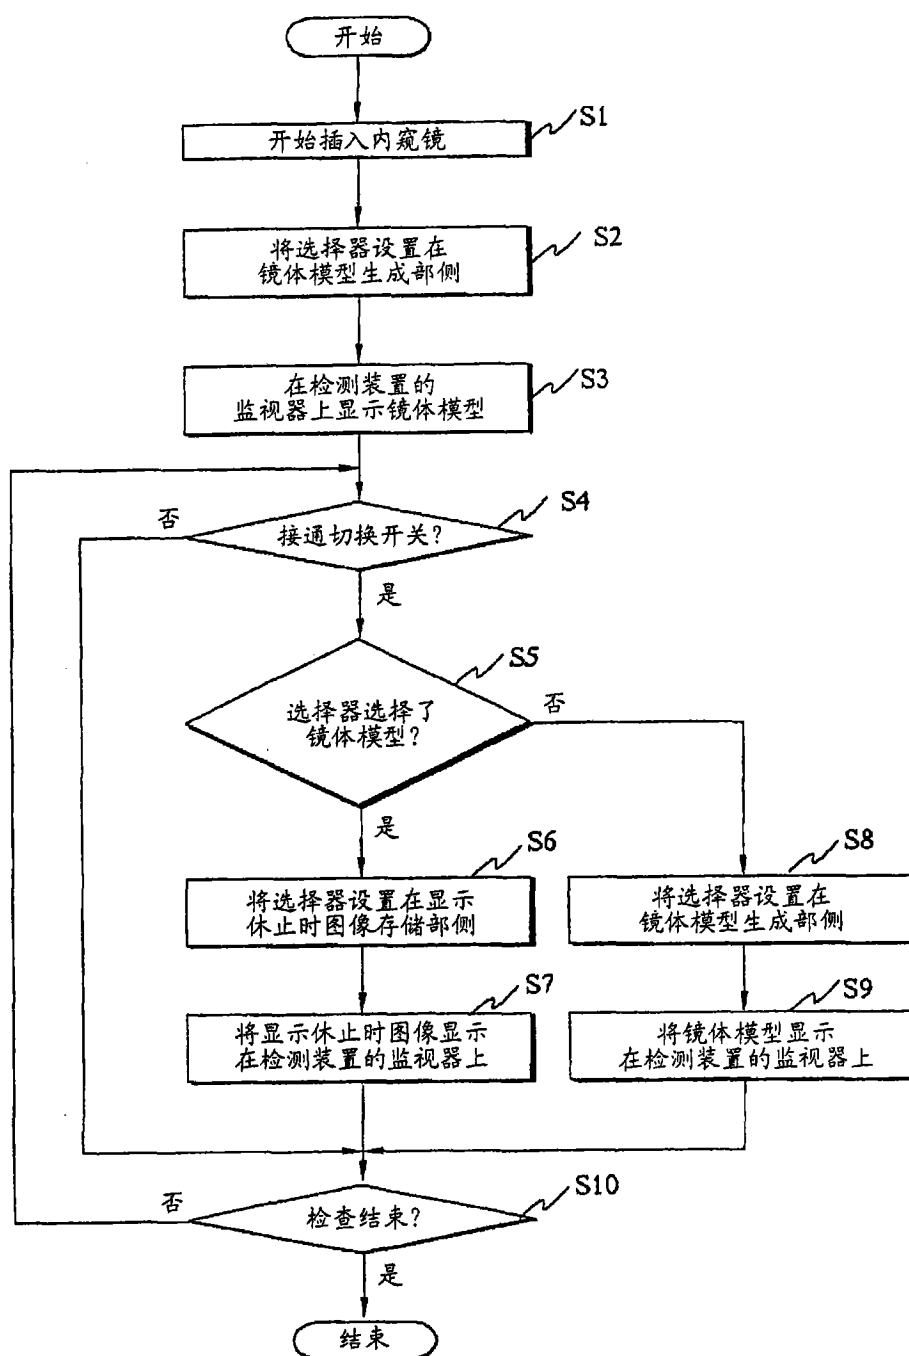 开始
S1
开始插入内窥镜
S2
将选择器设置在
镜体模型生成部侧
S3
在检测装置的
监视器上显示镜体模型
S4
否
接通切换开关?
是
S5
否
选择器选择了
镜体模型?
是
S6
将选择器设置在显示
休止时图像存储部侧
S7
将显示休止时图像显示
在检测装置的监视器上
S8
将选择器设置在
镜体模型生成部侧
S9
将镜体模型显示
在检测装置的监视器上
S10
否
检查结束?
是
结束